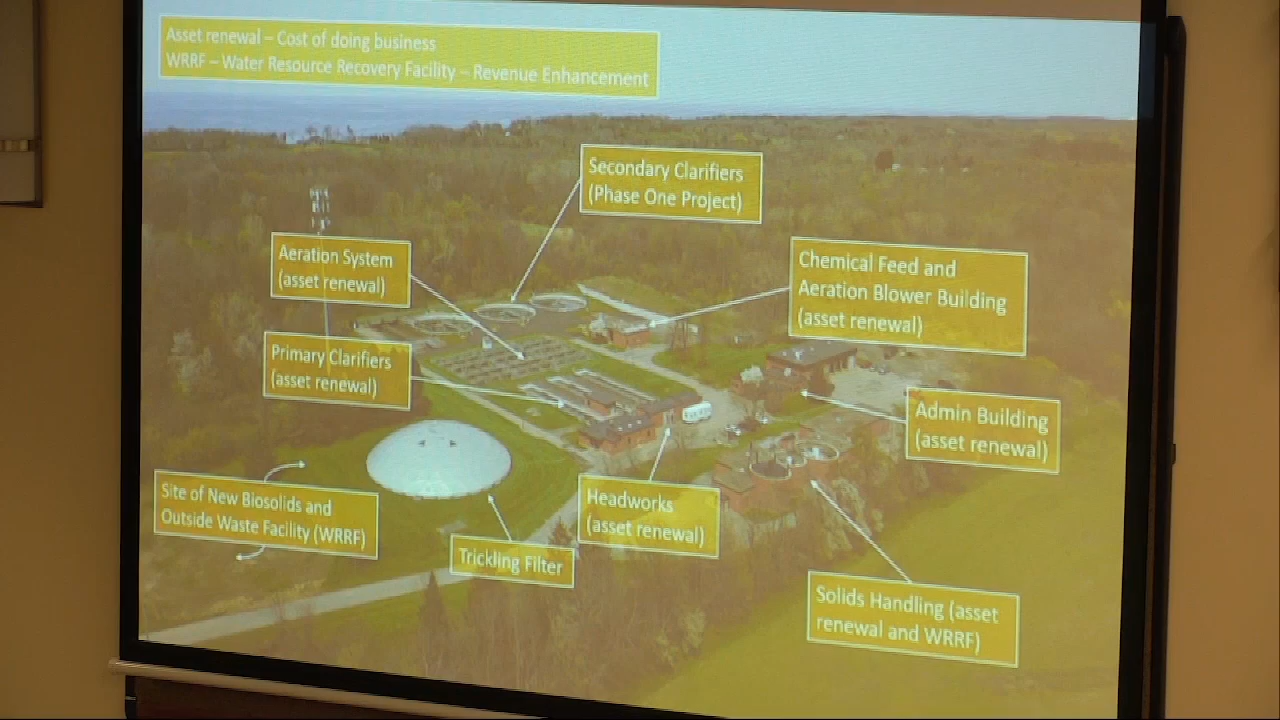 Asset renewal – Cost of doing business
WRRF – Water Resource Recovery Facility – Revenue Enhancement
Secondary Clarifiers
(Phase One Project)
Aeration System
(asset renewal)
Chemical Feed and
Aeration Blower Building
(asset renewal)
Primary Clarifiers
(asset renewal)
Admin Building
(asset renewal)
Site of New Biosolids and
Outside Waste Facility (WRRF)
Headworks
(asset renewal)
Trickling Filter
Solids Handling (asset
renewal and WRRF)